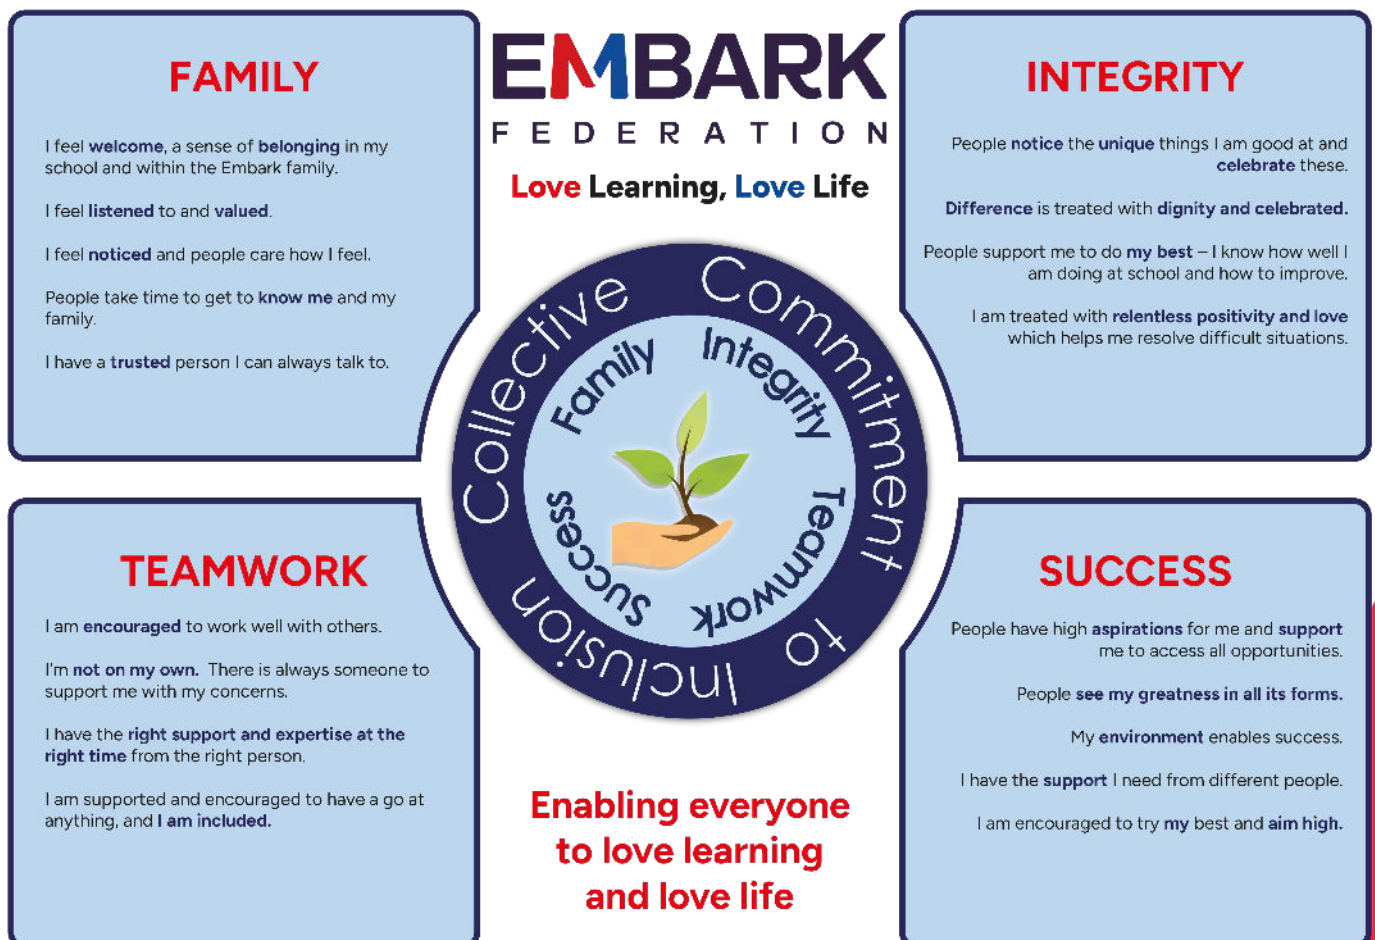 FAMILY
I feel welcome, a sense of belonging in my
school and within the Embark family.
I feel listened to and valued.
I feel noticed and people care how I feel.
People take time to get to know me and my
family.
I have a trusted person I can always talk to.
EMBARK
FEDERATION
Love Learning, Love Life
INTEGRITY
People notice the unique things I am good at and
celebrate these.
Difference is treated with dignity and celebrated.
People support me to do my best – I know how well I
am doing at school and how to improve.
I am treated with relentless positivity and love
which helps me resolve difficult situations.
Collective Commitment to Inclusion
Family
Integrity
Teamwork
Success
TEAMWORK
I am encouraged to work well with others.
I'm not on my own. There is always someone to
support me with my concerns.
I have the right support and expertise at the
right time from the right person.
I am supported and encouraged to have a go at
anything, and I am included.
SUCCESS
People have high aspirations for me and support
me to access all opportunities.
People see my greatness in all its forms.
My environment enables success.
I have the support I need from different people.
I am encouraged to try my best and aim high.
Enabling everyone
to love learning
and love life